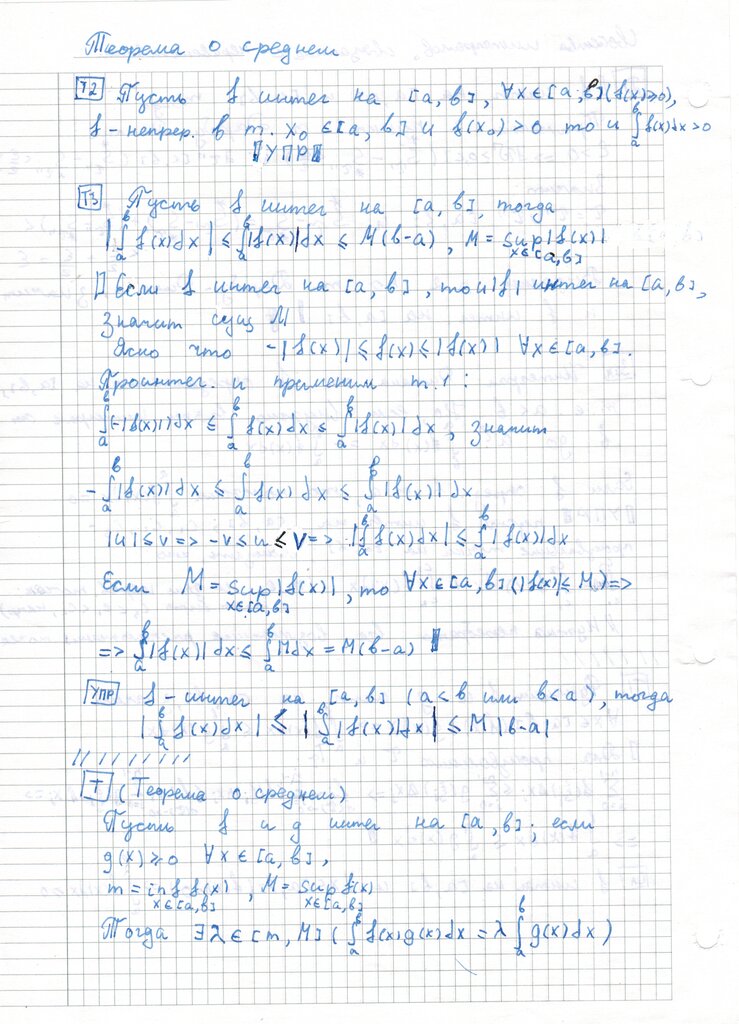 Теорема о среднем
Т2 Пусть f интег на [a, b], ∀x∈[a; b](f(x)≥0),
f - непрер. в т. x₀ ∈[a, b] и f(x₀) > 0 то и ∫ₐᵇ f(x)dx > 0
[]УПР[]
Т3 Пусть f интег на [a, b], тогда
|∫ₐᵇ f(x)dx| ≤ ∫ₐᵇ |f(x)|dx ≤ M(b-a), M = sup_{x∈[a,b]} |f(x)|
[] Если f интег на [a, b], то и |f| интег на [a, b],
значит сущ M
Ясно что -|f(x)| ≤ f(x) ≤ |f(x)| ∀x∈[a, b].
Проинтег. и применим т. 1:
∫ₐᵇ(-|f(x)|)dx ≤ ∫ₐᵇ f(x)dx ≤ ∫ₐᵇ |f(x)|dx, значит
-∫ₐᵇ |f(x)|dx ≤ ∫ₐᵇ f(x)dx ≤ ∫ₐᵇ |f(x)|dx
|u| ≤ v => -v ≤ u ≤ v => |∫ₐᵇ f(x)dx| ≤ ∫ₐᵇ |f(x)|dx
Если M = sup_{x∈[a,b]} |f(x)|, то ∀x∈[a, b](|f(x)| ≤ M) =>
=> ∫ₐᵇ |f(x)|dx ≤ ∫ₐᵇ Mdx = M(b-a) []
УПР f - интег на [a, b] (a<b или b<a), тогда
|∫ₐᵇ f(x)dx| ≤ |∫ₐᵇ |f(x)|dx| ≤ M|b-a|
/ / / / / / / / /
Т (Теорема о среднем)
Пусть f и g интег на [a, b]; если
g(x) ≥ 0 ∀x∈[a, b],
m = inf_{x∈[a,b]} f(x), M = sup_{x∈[a,b]} f(x)
Тогда ∃λ∈[m, M] (∫ₐᵇ f(x)g(x)dx = λ∫ₐᵇ g(x)dx)